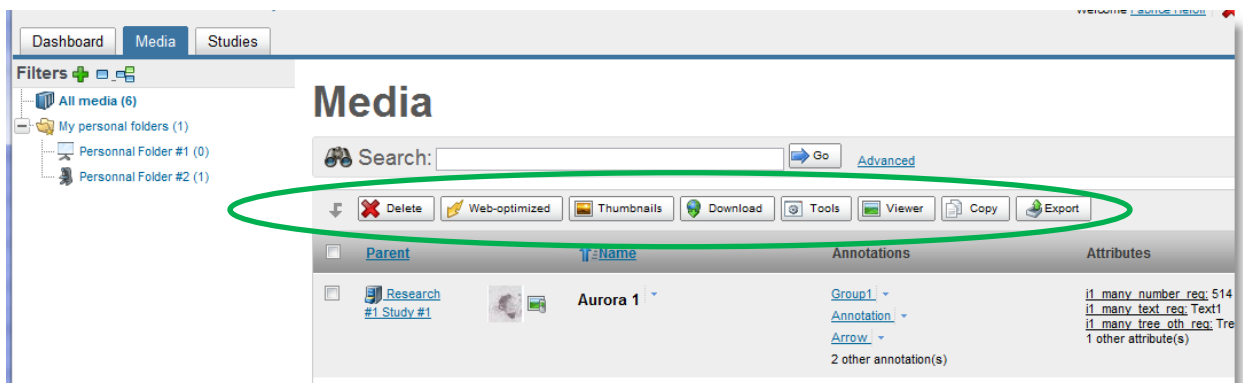 Welcome
Dashboard Media Studies
Filters
All media (6)
My personal folders (1)
Personnal Folder #1 (0)
Personnal Folder #2 (1)
Media
Search: Go Advanced
Delete Web-optimized Thumbnails Download Tools Viewer Copy Export
Parent Name Annotations Attributes
Research #1 Study #1
Aurora 1
Group1
Annotation
Arrow
2 other annotation(s)
i1_many_number_req: 514
i1_many_text_req: Text1
i1_many_tree_oth_req: Tre
1 other attribute(s)